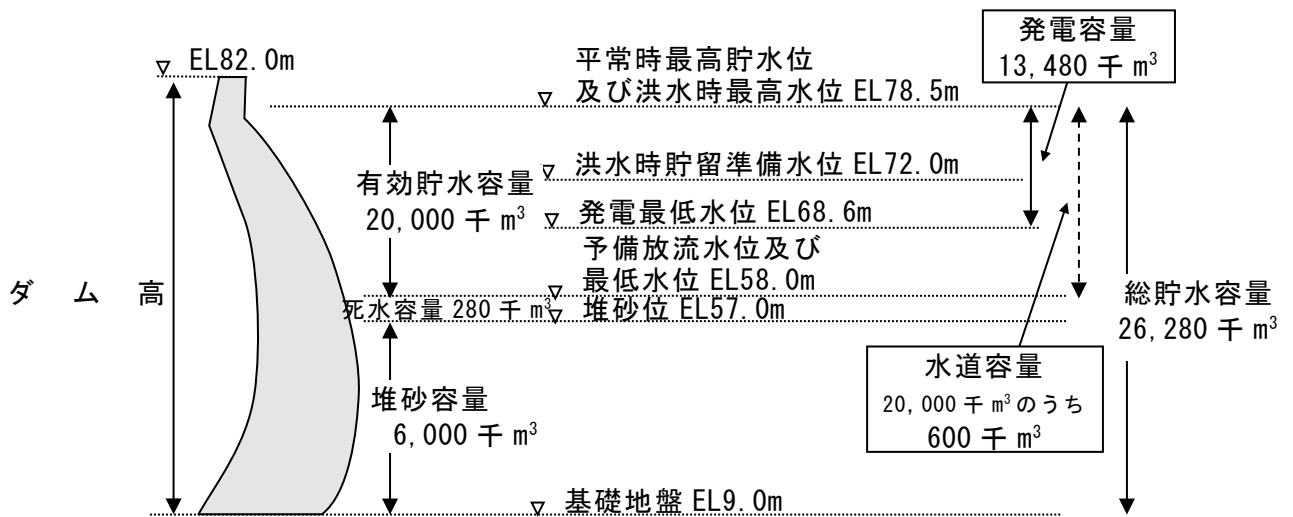 発電容量
13,480 千 m³
▽ EL82.0m
平常時最高貯水位
▽ 及び洪水時最高水位 EL78.5m
▽ 洪水時貯留準備水位 EL72.0m
有効貯水容量
20,000 千 m³
▽ 発電最低水位 EL68.6m
予備放流水位及び
▽ 最低水位 EL58.0m
ダム高
死水容量 280 千 m³
▽ 堆砂位 EL57.0m
総貯水容量
26,280 千 m³
水道容量
20,000 千 m³のうち
600 千 m³
堆砂容量
6,000 千 m³
▽ 基礎地盤 EL9.0m